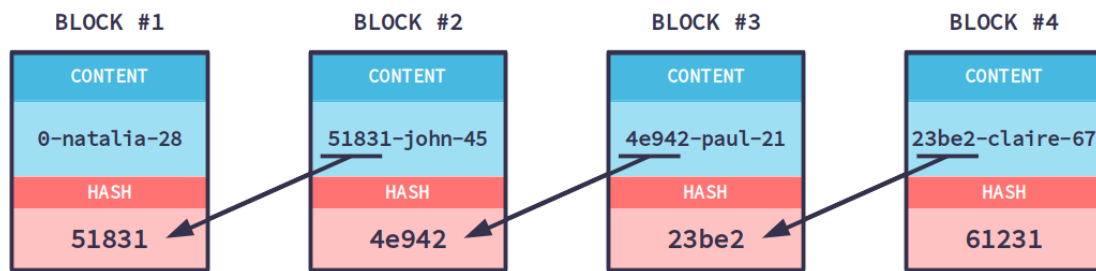 BLOCK #1
CONTENT
0-natalia-28
HASH
51831
BLOCK #2
CONTENT
51831-john-45
HASH
4e942
BLOCK #3
CONTENT
4e942-paul-21
HASH
23be2
BLOCK #4
CONTENT
23be2-claire-67
HASH
61231